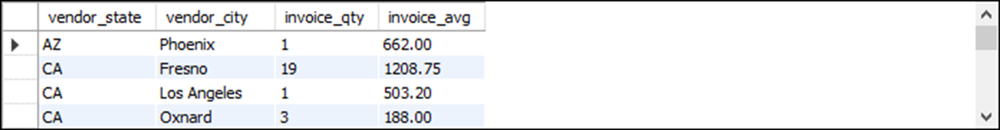 vendor_state vendor_city invoice_qty invoice_avg
AZ Phoenix 1 662.00
CA Fresno 19 1208.75
CA Los Angeles 1 503.20
CA Oxnard 3 188.00